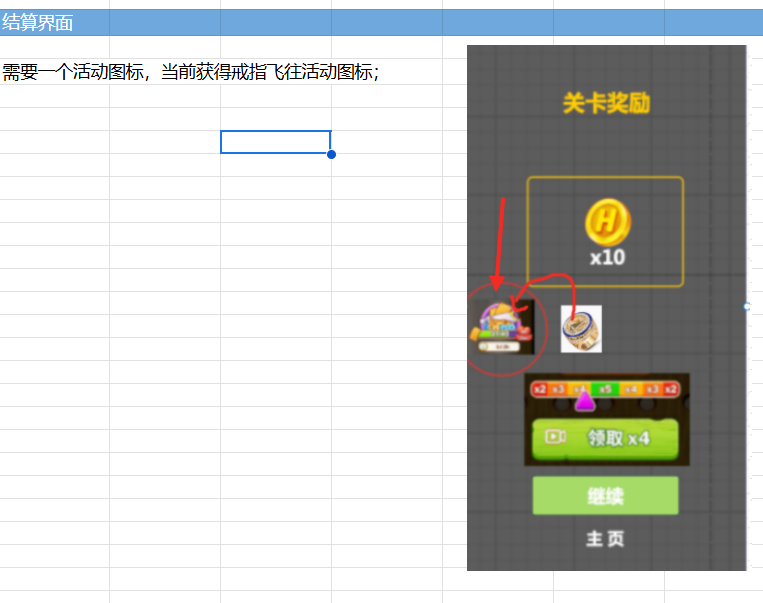 结算界面
需要一个活动图标，当前获得戒指飞往活动图标；
关卡奖励
H
x10
x2 x3 x4 x5 x4 x3 x2
领取 x4
继续
主 页